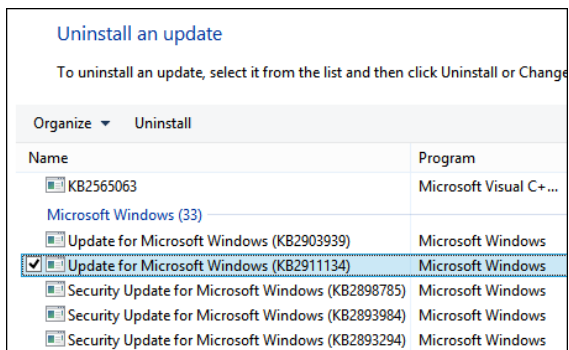 Uninstall an update
To uninstall an update, select it from the list and then click Uninstall or Change
Organize Uninstall
Name Program
KB2565063 Microsoft Visual C+...
Microsoft Windows (33)
Update for Microsoft Windows (KB2903939) Microsoft Windows
Update for Microsoft Windows (KB2911134) Microsoft Windows
Security Update for Microsoft Windows (KB2898785) Microsoft Windows
Security Update for Microsoft Windows (KB2893984) Microsoft Windows
Security Update for Microsoft Windows (KB2893294) Microsoft Windows